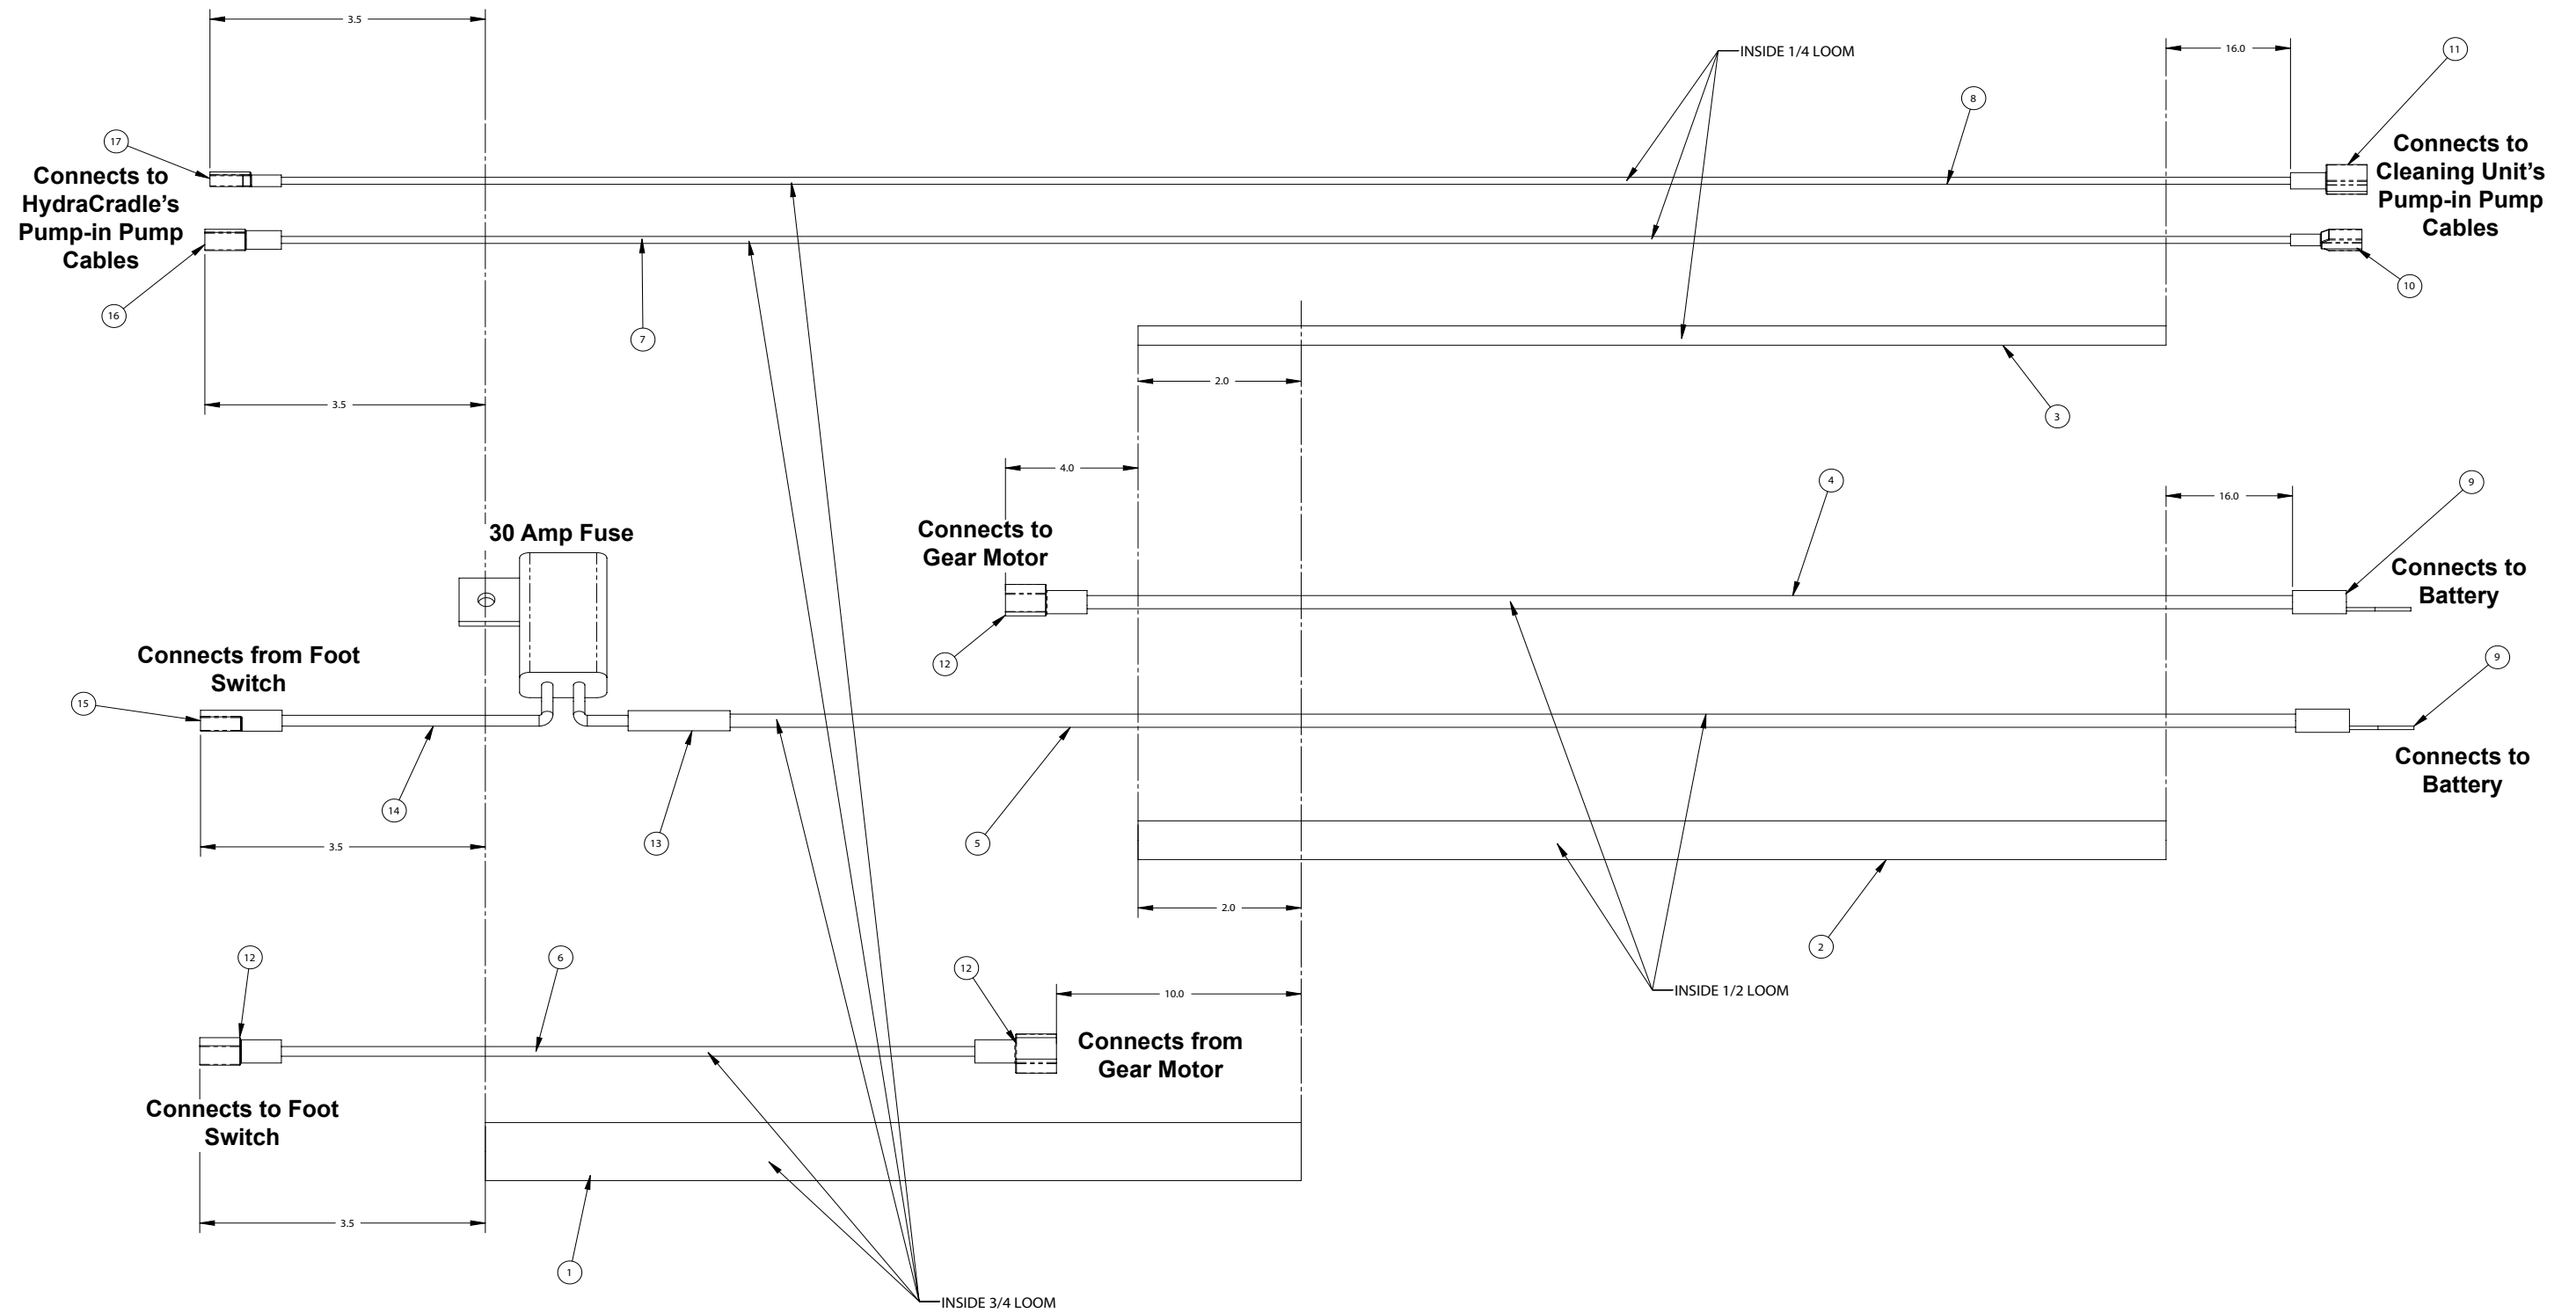 3.5
INSIDE 1/4 LOOM
16.0
11
8
17
Connects to
HydraCradle's
Pump-in Pump
Cables
Connects to
Cleaning Unit's
Pump-in Pump
Cables
16
7
10
3.5
2.0
3
4.0
4
16.0
9
30 Amp Fuse
Connects to
Gear Motor
Connects to
Battery
12
Connects from Foot
Switch
15
9
Connects to
Battery
14
3.5
13
5
2.0
2
12
6
12
10.0
INSIDE 1/2 LOOM
Connects from
Gear Motor
Connects to Foot
Switch
3.5
1
INSIDE 3/4 LOOM